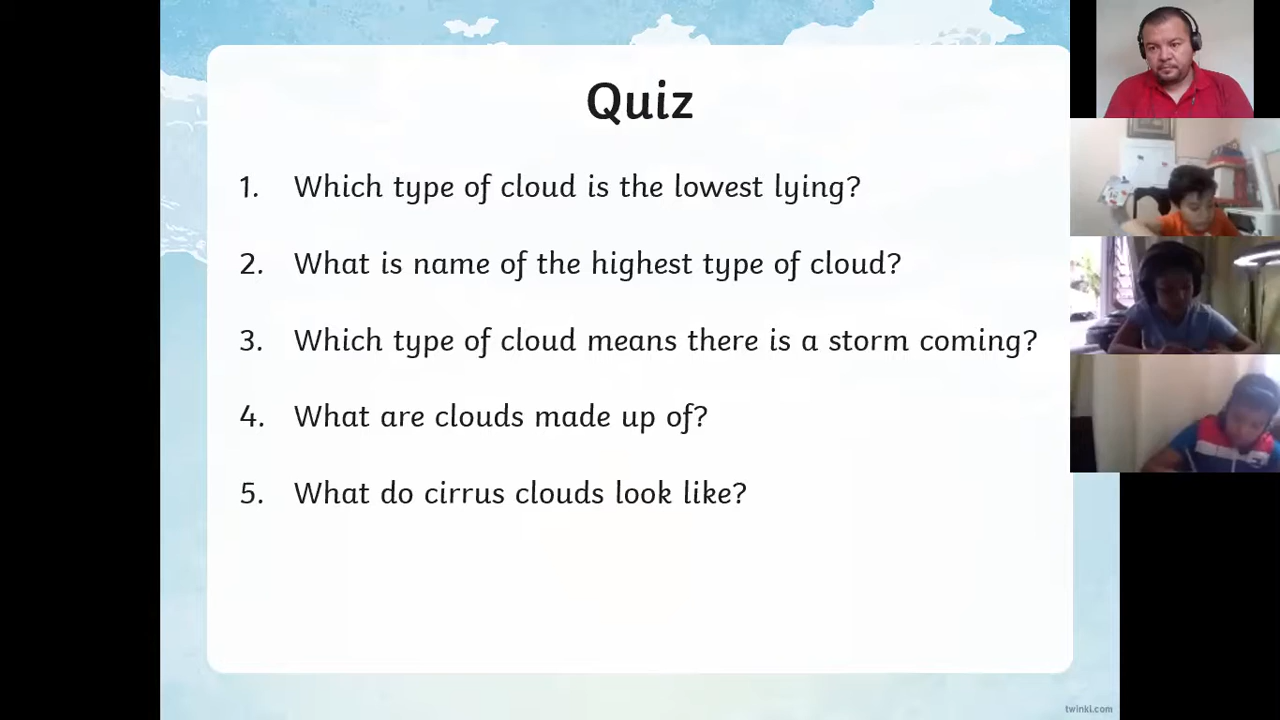 Quiz
1. Which type of cloud is the lowest lying?
2. What is name of the highest type of cloud?
3. Which type of cloud means there is a storm coming?
4. What are clouds made up of?
5. What do cirrus clouds look like?
twinkl.com